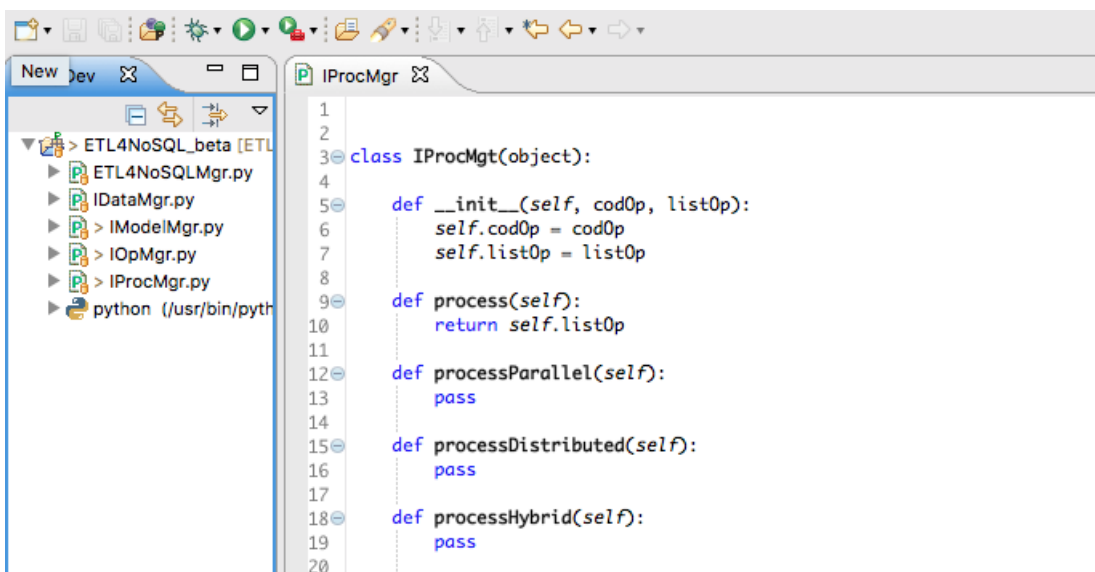 New Dev
IProcMgr
ETL4NoSQL_beta [ETL
ETL4NoSQLMgr.py
IDataMgr.py
> IModelMgr.py
> IOpMgr.py
> IProcMgr.py
python (/usr/bin/pyth
1
2
3 class IProcMgt(object):
4
5 def __init__(self, codOp, listOp):
6 self.codOp = codOp
7 self.listOp = listOp
8
9 def process(self):
10 return self.listOp
11
12 def processParallel(self):
13 pass
14
15 def processDistributed(self):
16 pass
17
18 def processHybrid(self):
19 pass
20